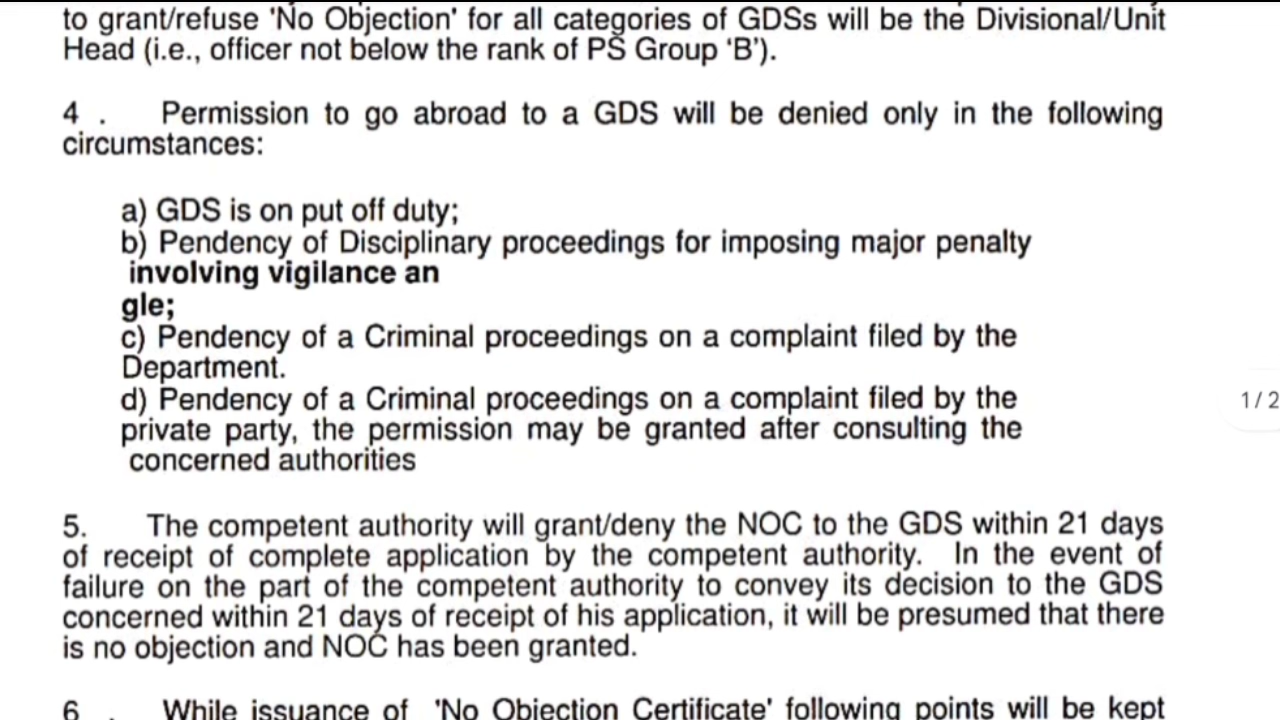 to grant/refuse 'No Objection' for all categories of GDSs will be the Divisional/Unit
Head (i.e., officer not below the rank of PS Group 'B').
4 . Permission to go abroad to a GDS will be denied only in the following
circumstances:
a) GDS is on put off duty;
b) Pendency of Disciplinary proceedings for imposing major penalty
involving vigilance an
gle;
c) Pendency of a Criminal proceedings on a complaint filed by the
Department.
d) Pendency of a Criminal proceedings on a complaint filed by the
private party, the permission may be granted after consulting the
concerned authorities
1/2
5. The competent authority will grant/deny the NOC to the GDS within 21 days
of receipt of complete application by the competent authority. In the event of
failure on the part of the competent authority to convey its decision to the GDS
concerned within 21 days of receipt of his application, it will be presumed that there
is no objection and NOC has been granted.
6 . While issuance of 'No Objection Certificate' following points will be kept